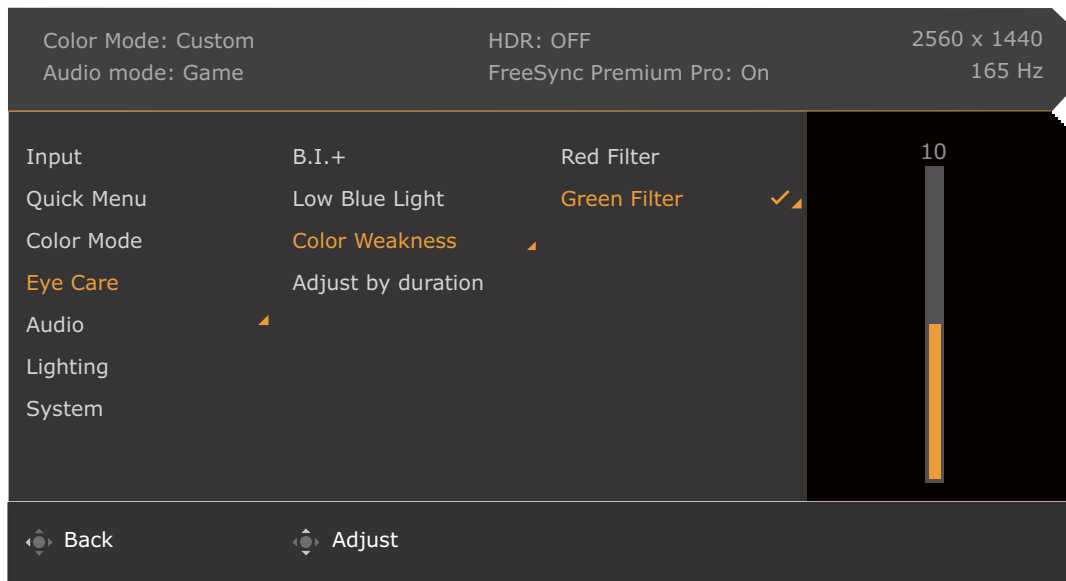 Color Mode: Custom
HDR: OFF
2560 x 1440
Audio mode: Game
FreeSync Premium Pro: On
165 Hz
Input
B.I.+
Red Filter
10
Quick Menu
Low Blue Light
Green Filter
Color Mode
Color Weakness
Eye Care
Adjust by duration
Audio
Lighting
System
Back
Adjust